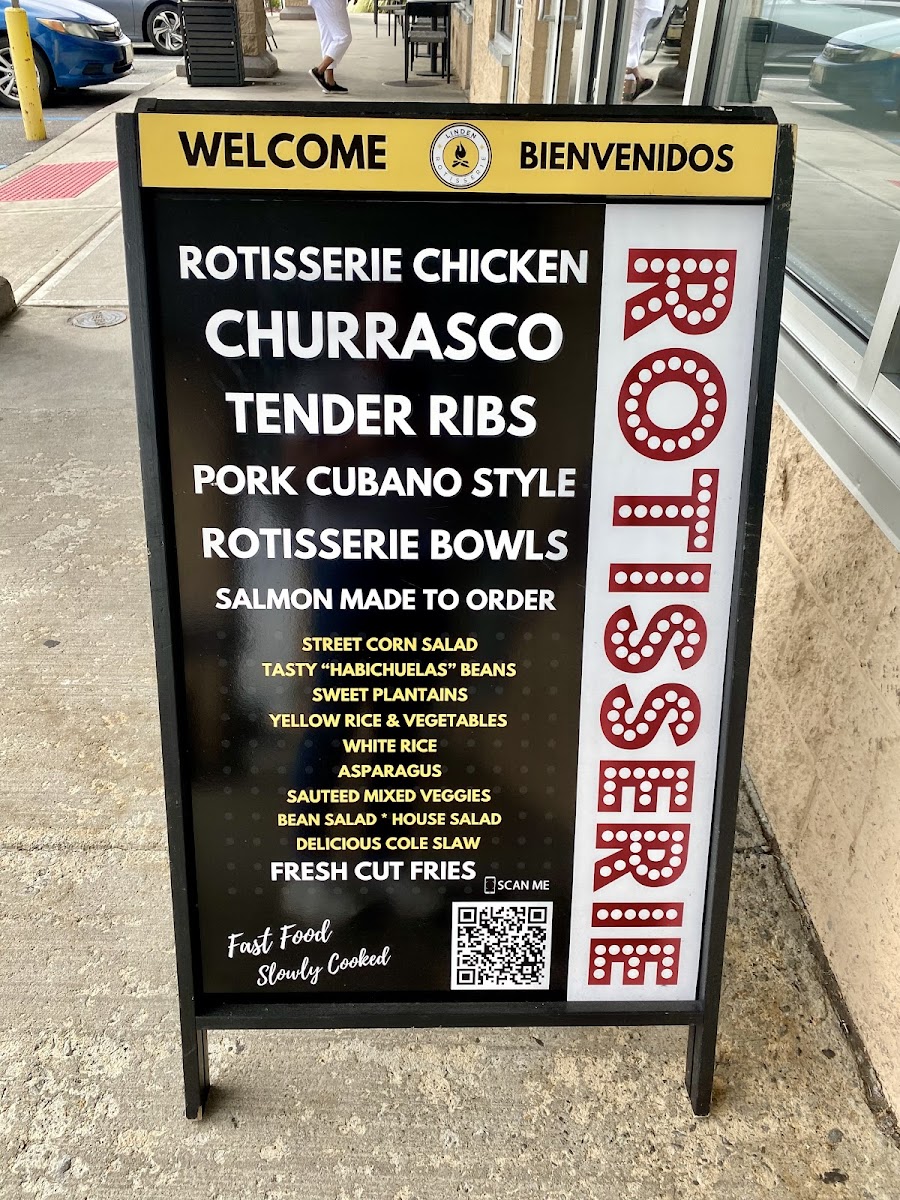 WELCOME
LINDEN
ROTISSERIE
BIENVENIDOS
ROTISSERIE CHICKEN
CHURRASCO
TENDER RIBS
PORK CUBANO STYLE
ROTISSERIE BOWLS
SALMON MADE TO ORDER
STREET CORN SALAD
TASTY “HABICHUELAS” BEANS
SWEET PLANTAINS
YELLOW RICE & VEGETABLES
WHITE RICE
ASPARAGUS
SAUTEED MIXED VEGGIES
BEAN SALAD * HOUSE SALAD
DELICIOUS COLE SLAW
FRESH CUT FRIES
SCAN ME
Fast Food
Slowly Cooked
ROTISSERIE